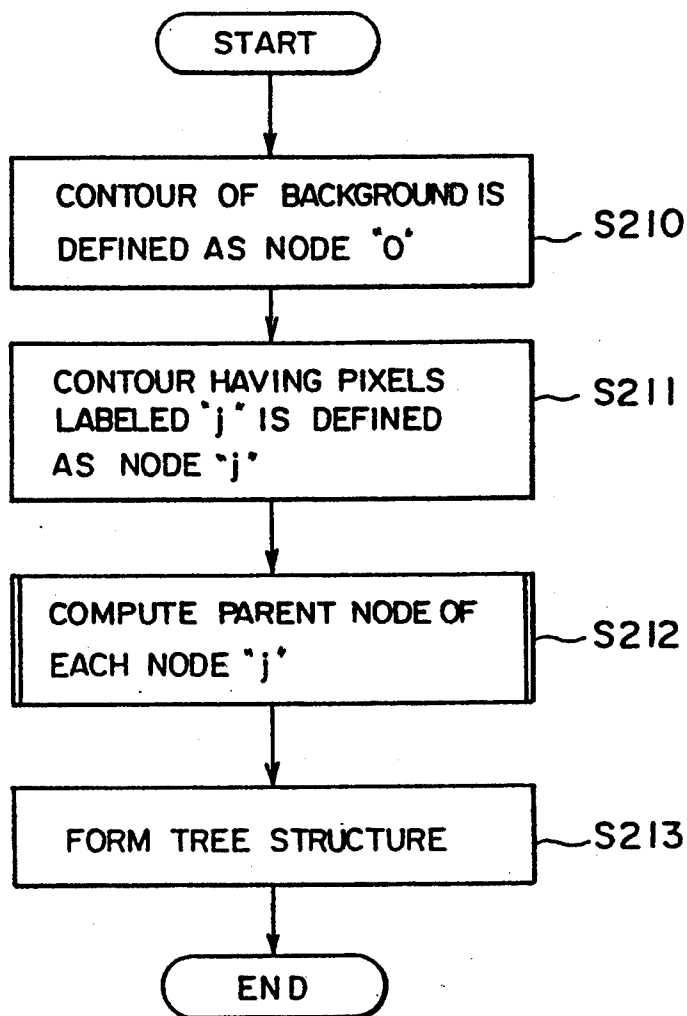 START
CONTOUR OF BACKGROUND IS
DEFINED AS NODE "0"
S210
CONTOUR HAVING PIXELS
LABELED "j" IS DEFINED
AS NODE "j"
S211
COMPUTE PARENT NODE OF
EACH NODE "j"
S212
FORM TREE STRUCTURE
S213
END